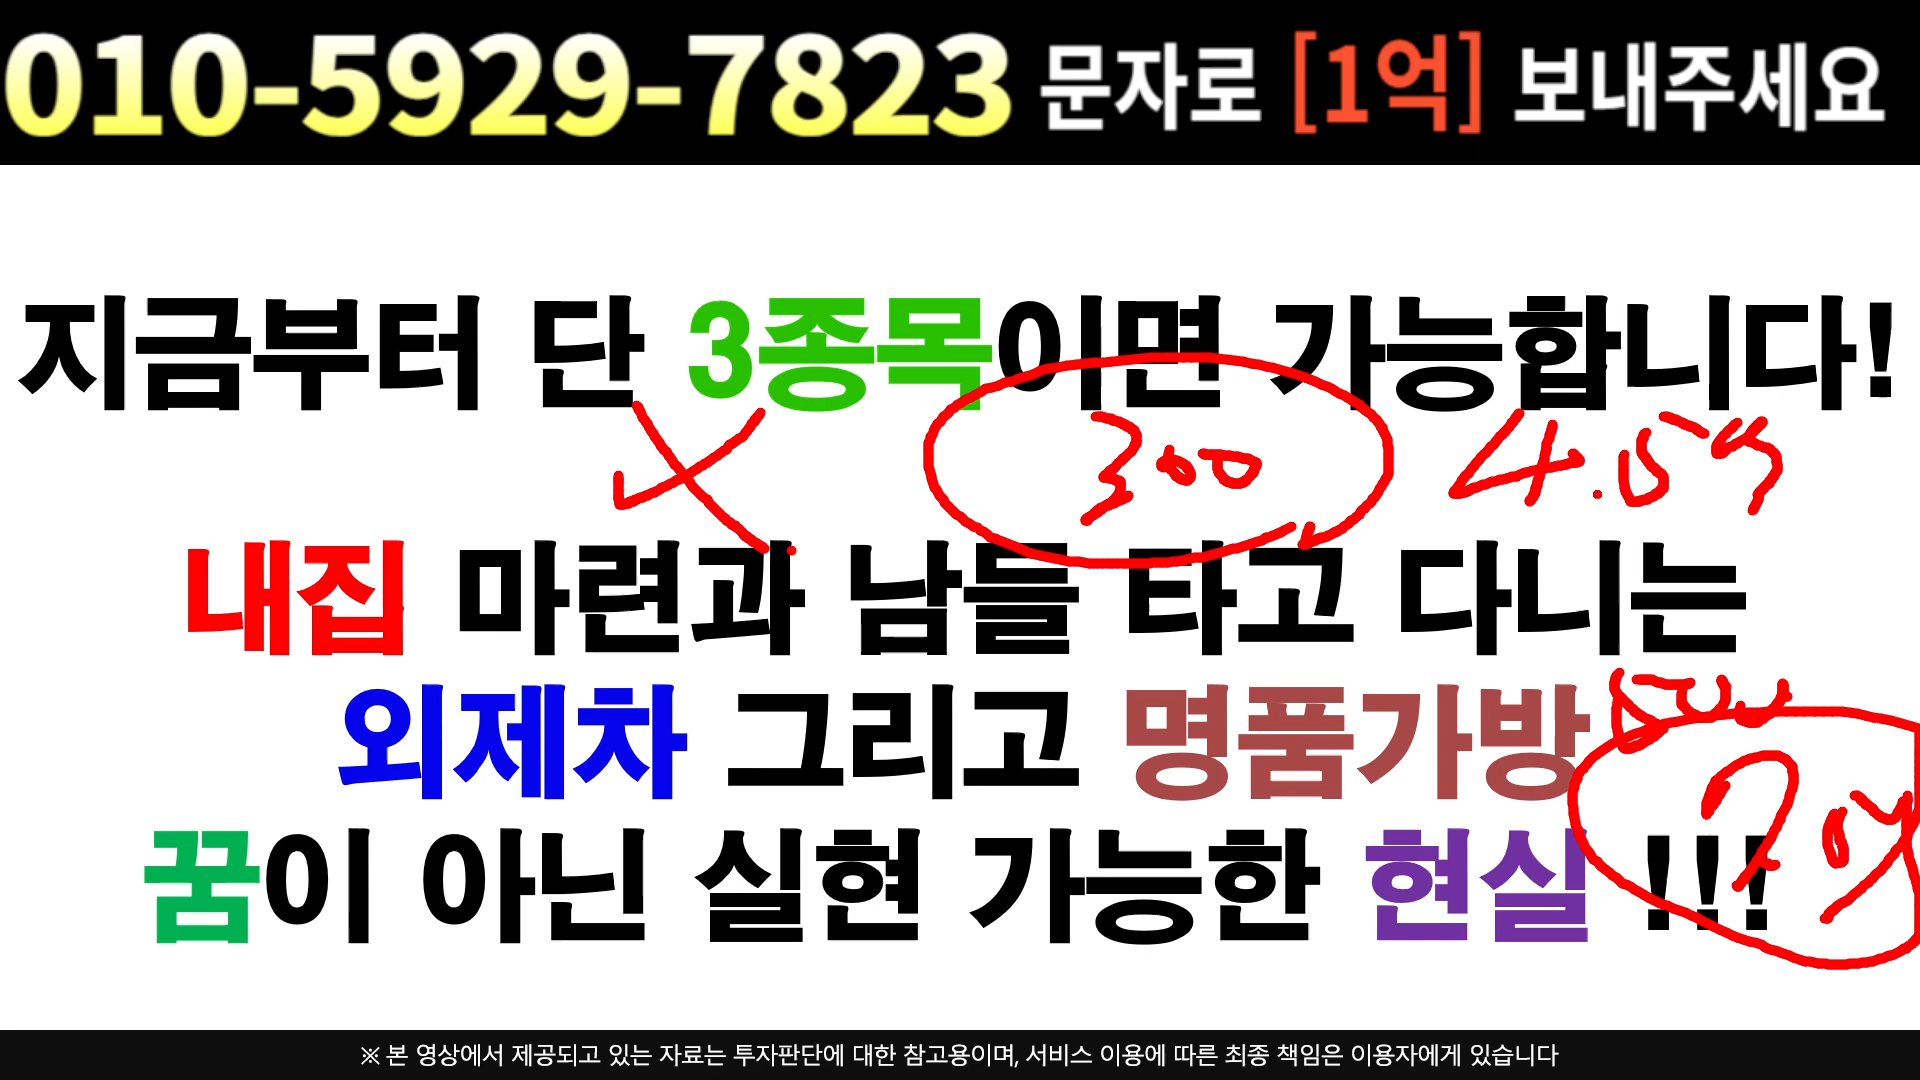 010-5929-7823 문자로 [1억] 보내주세요
지금부터 단 3종목이면 가능합니다!
300
4.5억
내집 마련과 남들 타고 다니는
외제차 그리고 명품가방
꿈이 아닌 실현 가능한 현실 !!!
※ 본 영상에서 제공되고 있는 자료는 투자판단에 대한 참고용이며, 서비스 이용에 따른 최종 책임은 이용자에게 있습니다